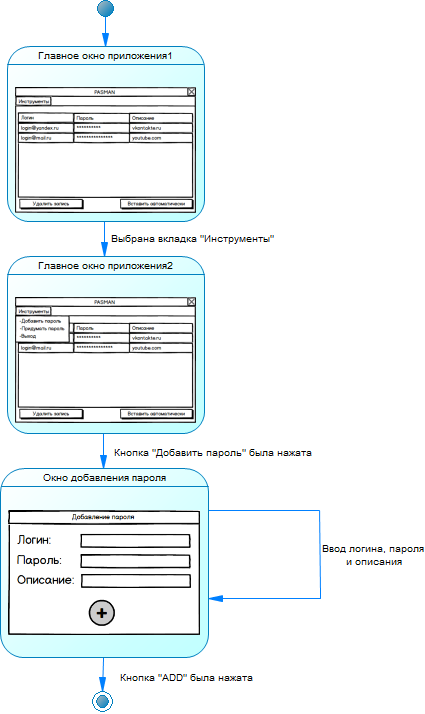 Главное окно приложения1
PASMAN
Инструменты
Логин Пароль Описание
login@yandex.ru ********** vkontakte.ru
login@mail.ru *************** youtube.com
Удалить запись Вставить автоматически
Выбрана вкладка "Инструменты"
Главное окно приложения2
PASMAN
Инструменты
-Добавить пароль Пароль Описание
-Придумать пароль ********** vkontakte.ru
-Выход
login@mail.ru *************** youtube.com
Удалить запись Вставить автоматически
Кнопка "Добавить пароль" была нажата
Окно добавления пароля
Добавление пароля
Логин:
Пароль:
Описание:
+
Ввод логина, пароля
и описания
Кнопка "ADD" была нажата